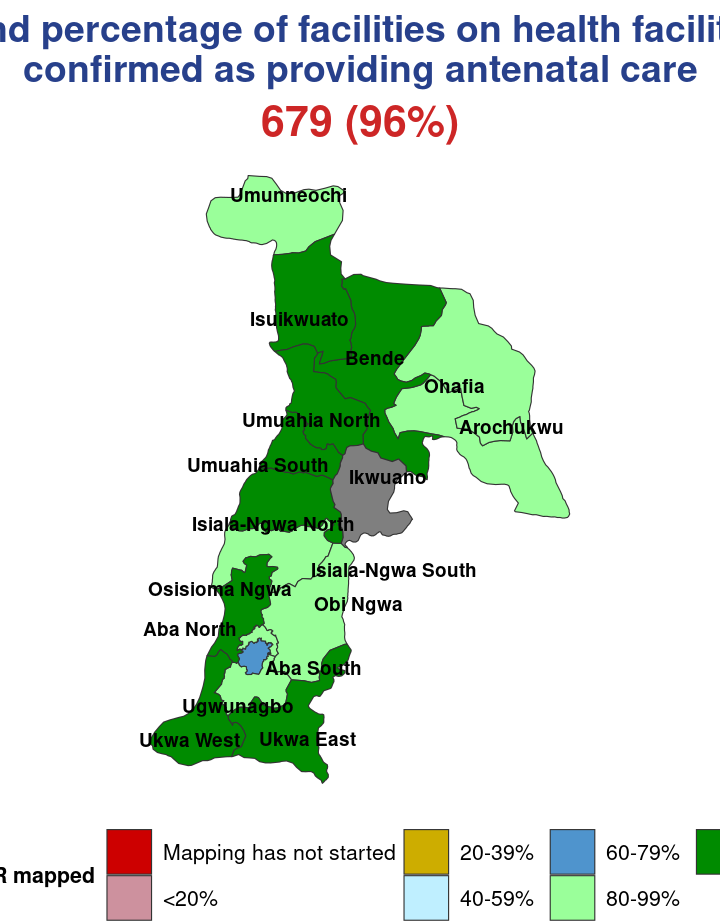 nd percentage of facilities on health facilit
confirmed as providing antenatal care
679 (96%)
Umunneochi
Isuikwuato
Bende
Ohafia
Umuahia North
Arochukwu
Umuahia South
Ikwuano
Isiala-Ngwa North
Isiala-Ngwa South
Osisioma Ngwa
Obi Ngwa
Aba North
Aba South
Ugwunagbo
Ukwa West
Ukwa East
R mapped
Mapping has not started
20-39%
60-79%
<20%
40-59%
80-99%